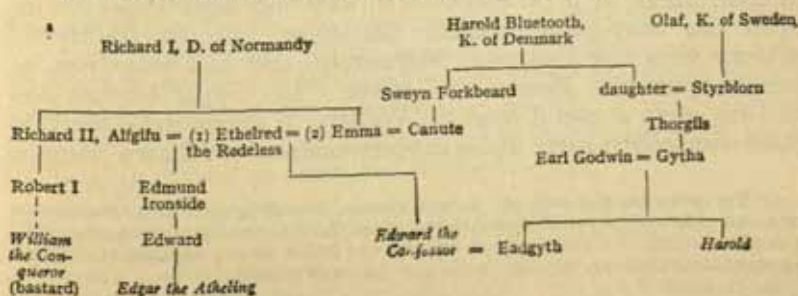 Harold Bluetooth, Olaf, K. of Sweden,
Richard I, D. of Normandy K. of Denmark
Sweyn Forkbeard daughter = Styrbiorn
Richard II, Alfgifu = (1) Ethelred = (2) Emma = Canute Thorgils
the Redeless Earl Godwin = Gytha
Robert I Edmund
Ironside
William Edward Edward the
the Con- Confessor = Eadgyth Harold
queror
(bastard) Edgar the Atheling